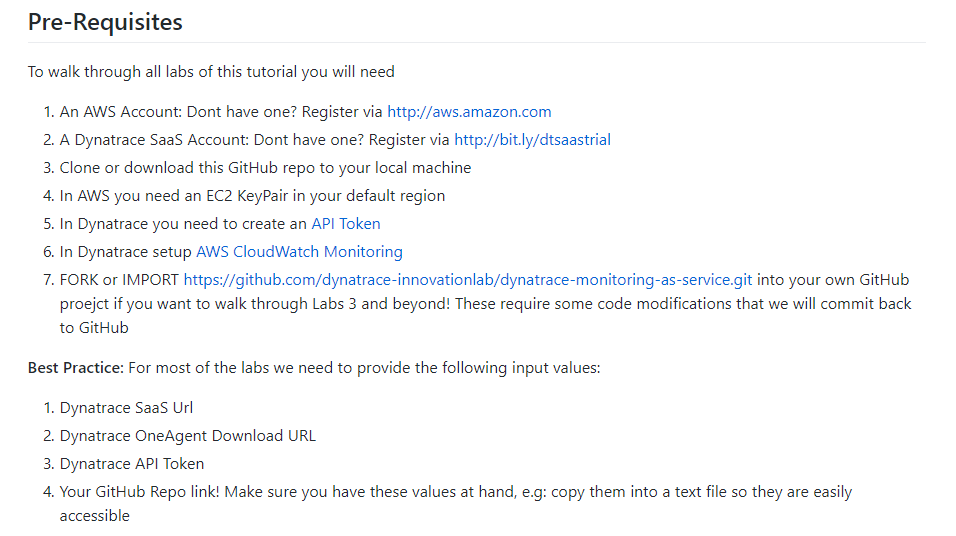 Pre-Requisites
To walk through all labs of this tutorial you will need
1. An AWS Account: Dont have one? Register via http://aws.amazon.com
2. A Dynatrace SaaS Account: Dont have one? Register via http://bit.ly/dtsaastrial
3. Clone or download this GitHub repo to your local machine
4. In AWS you need an EC2 KeyPair in your default region
5. In Dynatrace you need to create an API Token
6. In Dynatrace setup AWS CloudWatch Monitoring
7. FORK or IMPORT https://github.com/dynatrace-innovationlab/dynatrace-monitoring-as-service.git into your own GitHub
proejct if you want to walk through Labs 3 and beyond! These require some code modifications that we will commit back
to GitHub
Best Practice: For most of the labs we need to provide the following input values:
1. Dynatrace SaaS Url
2. Dynatrace OneAgent Download URL
3. Dynatrace API Token
4. Your GitHub Repo link! Make sure you have these values at hand, e.g: copy them into a text file so they are easily
accessible